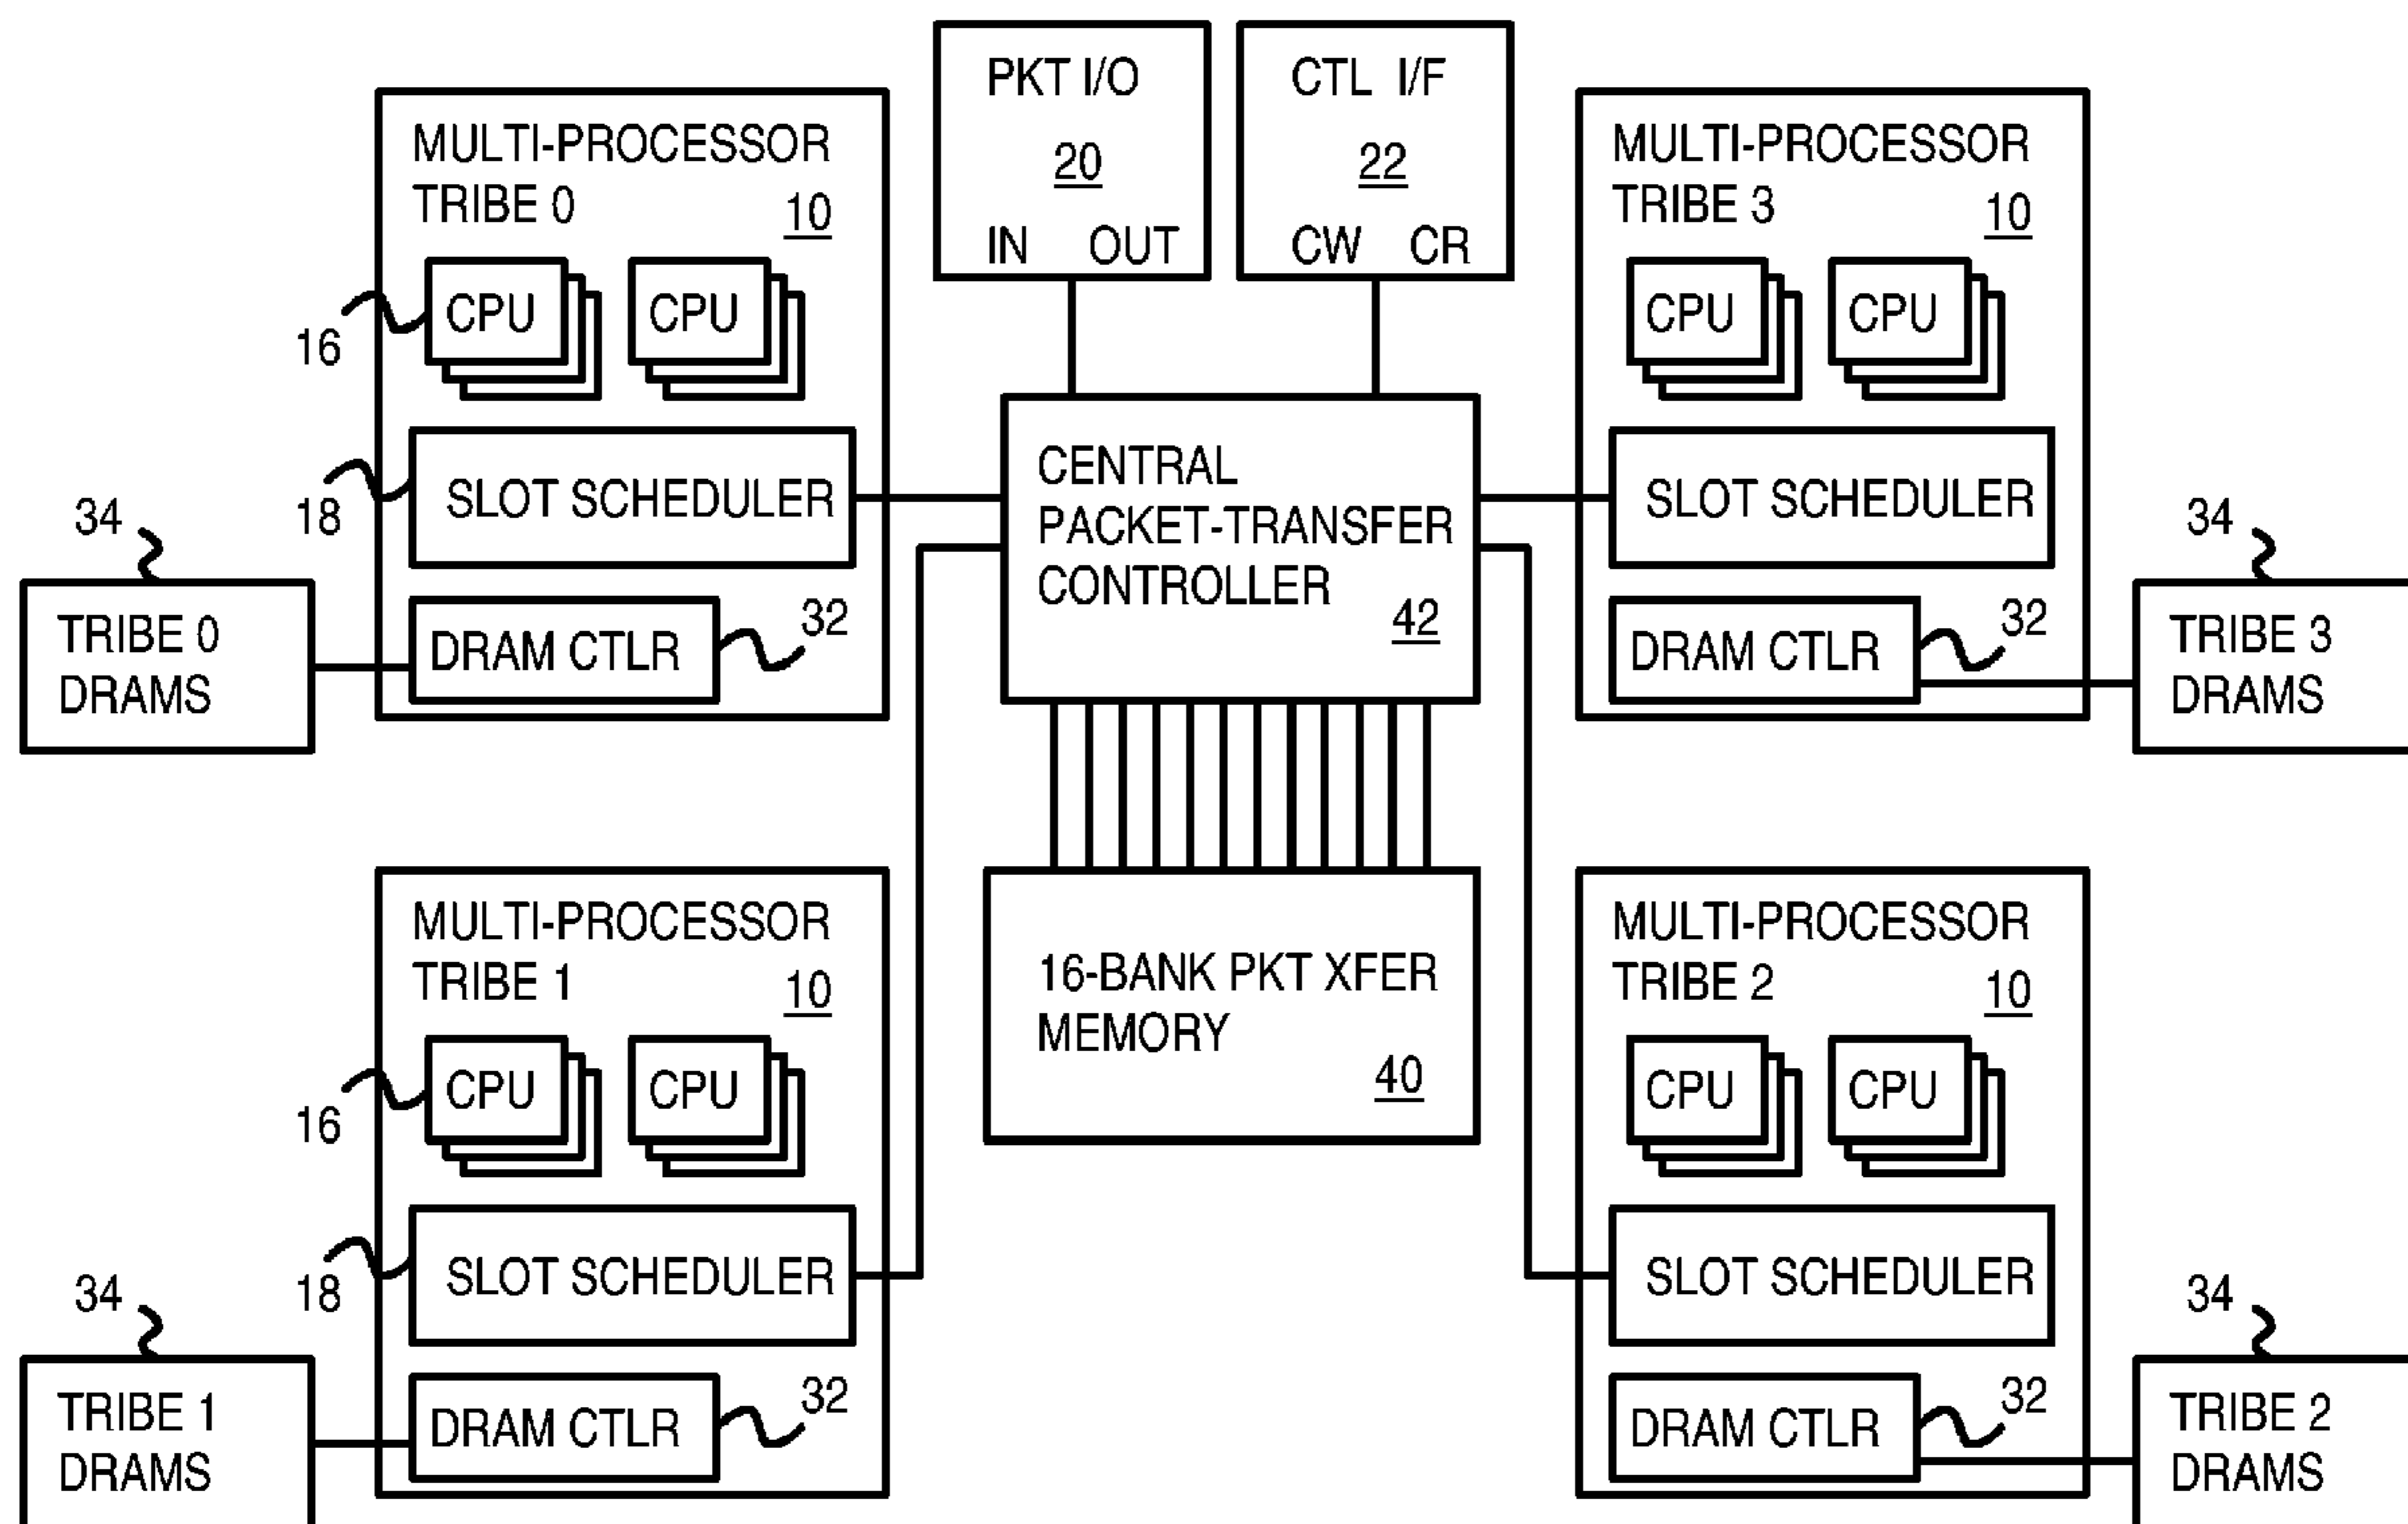 PKT I/O
20
IN OUT
CTL I/F
22
CW CR
MULTI-PROCESSOR
TRIBE 0
10
CPU
CPU
16
SLOT SCHEDULER
18
DRAM CTLR
32
34
TRIBE 0
DRAMS
CENTRAL
PACKET-TRANSFER
CONTROLLER
42
MULTI-PROCESSOR
TRIBE 3
10
CPU
CPU
SLOT SCHEDULER
DRAM CTLR
32
34
TRIBE 3
DRAMS
MULTI-PROCESSOR
TRIBE 1
10
CPU
CPU
16
SLOT SCHEDULER
18
DRAM CTLR
32
34
TRIBE 1
DRAMS
16-BANK PKT XFER
MEMORY
40
MULTI-PROCESSOR
TRIBE 2
10
CPU
CPU
SLOT SCHEDULER
DRAM CTLR
32
34
TRIBE 2
DRAMS